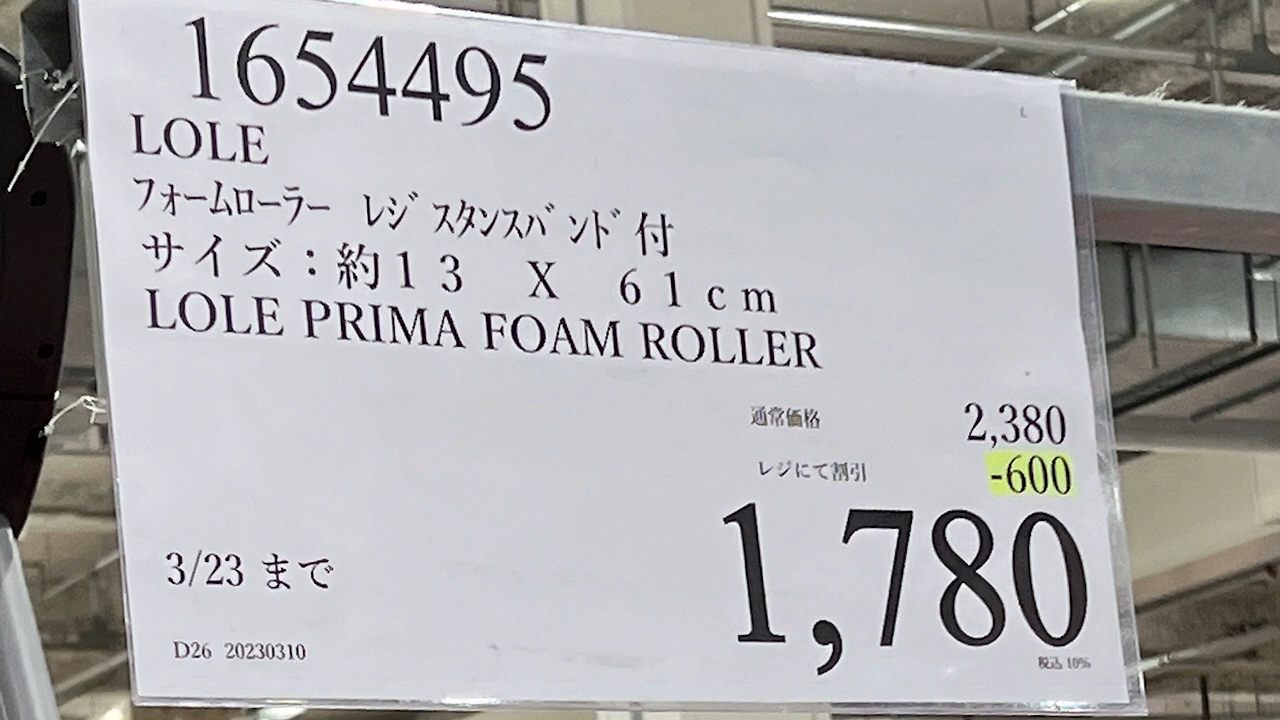 1654495
LOLE
フォームローラー ﾚｼﾞｽﾀﾝｽﾊﾞﾝﾄﾞ付
サイズ：約１３　Ｘ　６１ｃｍ
LOLE PRIMA FOAM ROLLER
通常価格 2,380
レジにて割引 -600
1,780
3/23 まで
D26 20230310
税込 10%